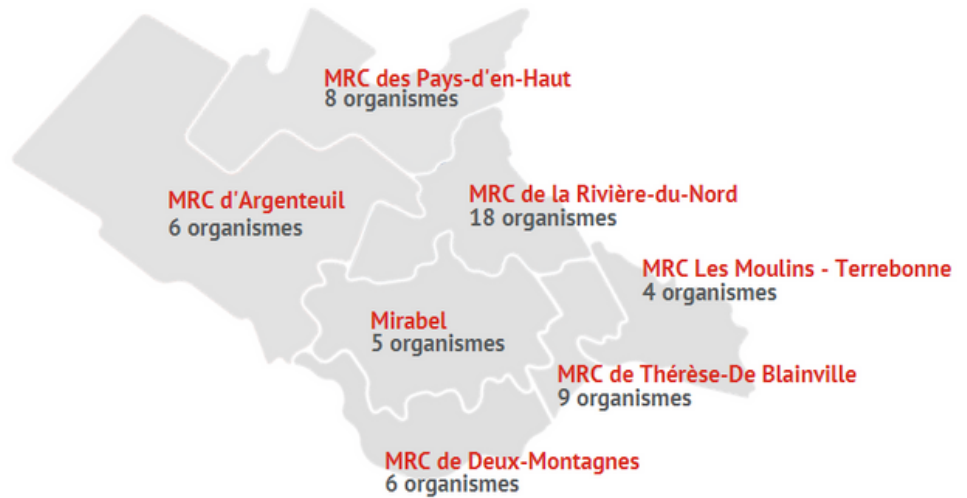 MRC des Pays-d'en-Haut
8 organismes
MRC d'Argenteuil
6 organismes
MRC de la Rivière-du-Nord
18 organismes
MRC Les Moulins - Terrebonne
4 organismes
Mirabel
5 organismes
MRC de Thérèse-De Blainville
9 organismes
MRC de Deux-Montagnes
6 organismes